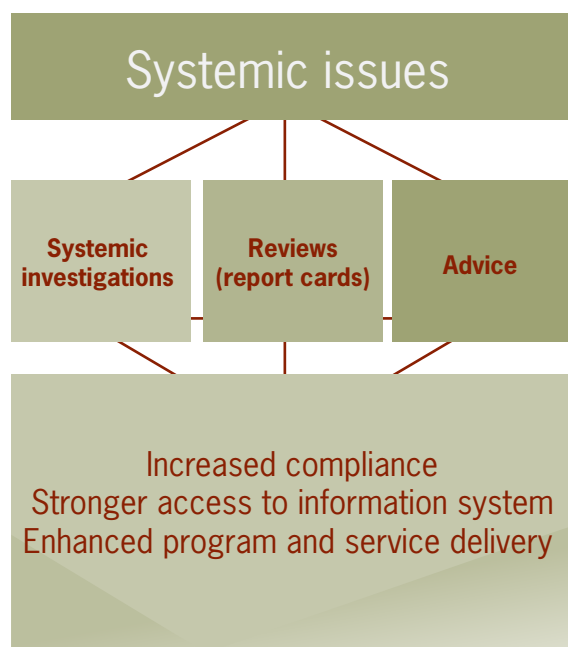 Systemic issues
Systemic
investigations
Reviews
(report cards)
Advice
Increased compliance
Stronger access to information system
Enhanced program and service delivery